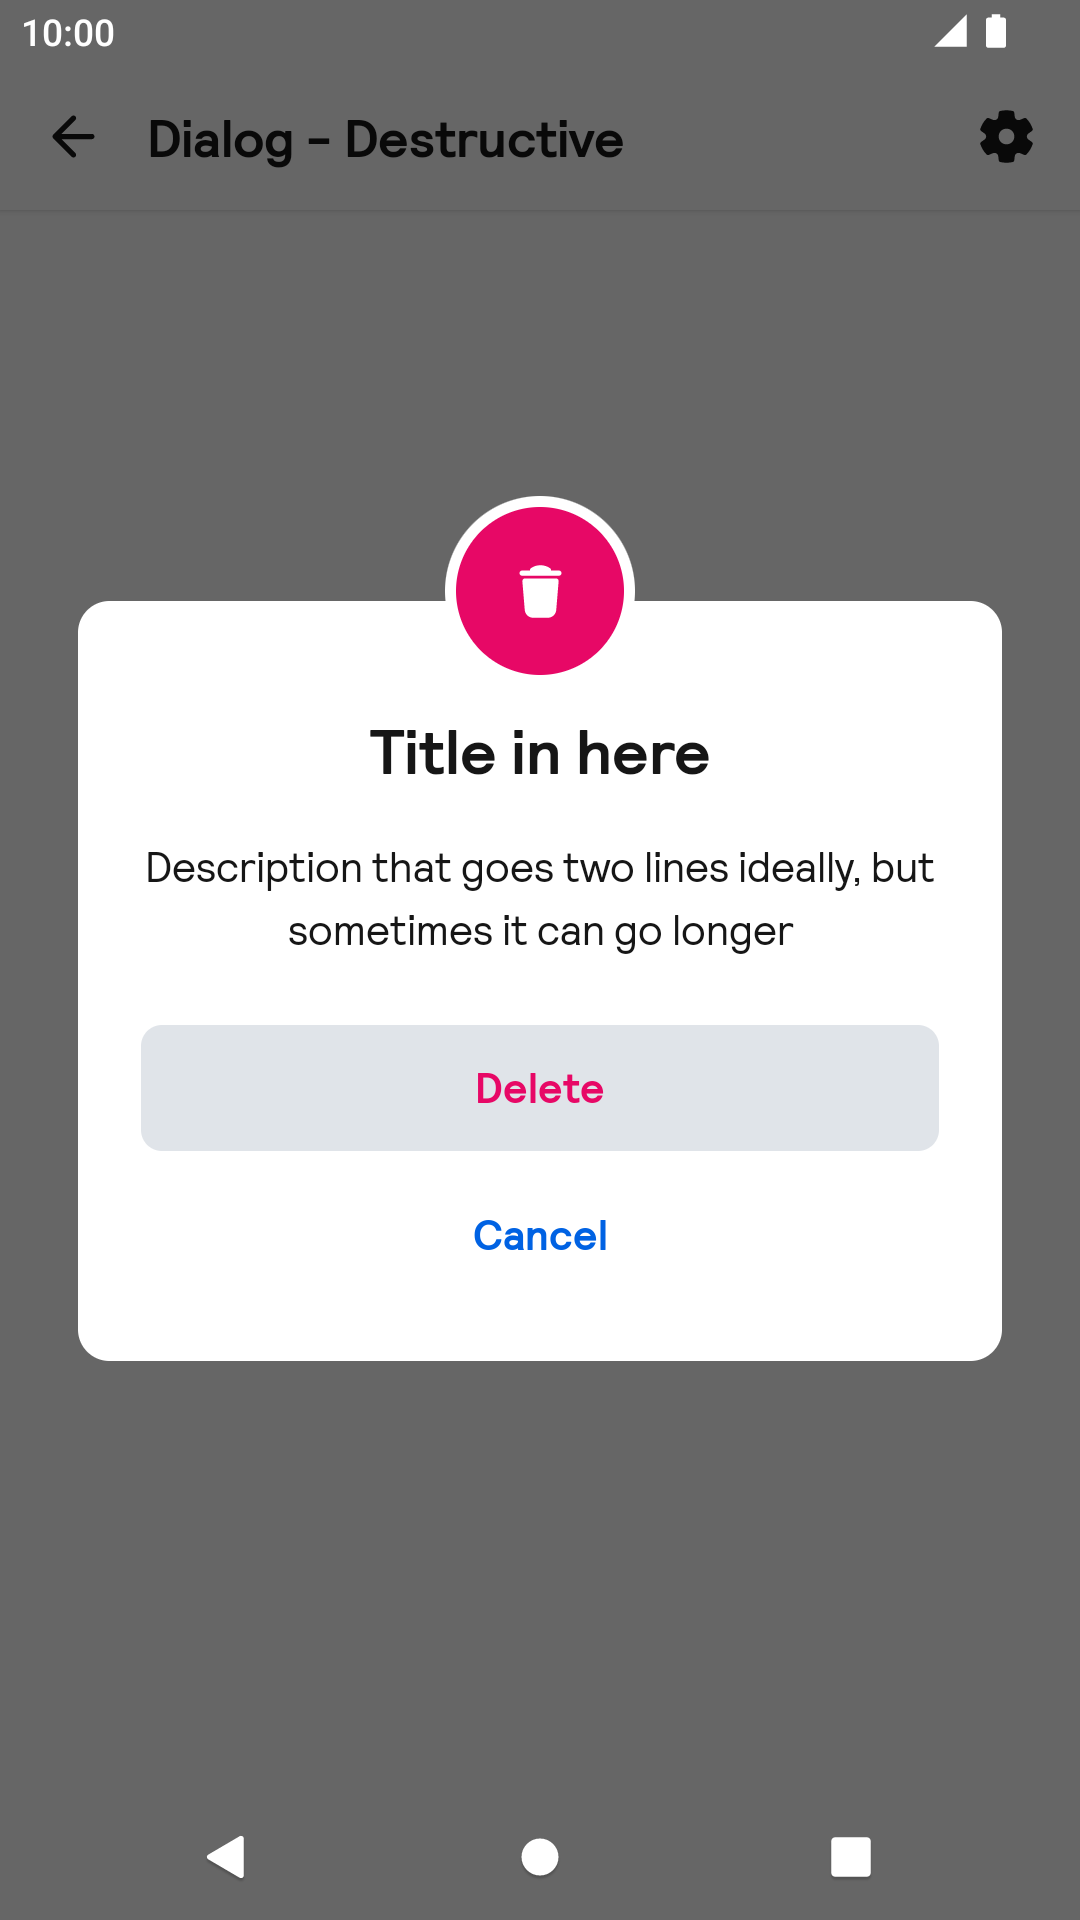 10:00
Dialog - Destructive
Title in here
Description that goes two lines ideally, but
sometimes it can go longer
Delete
Cancel